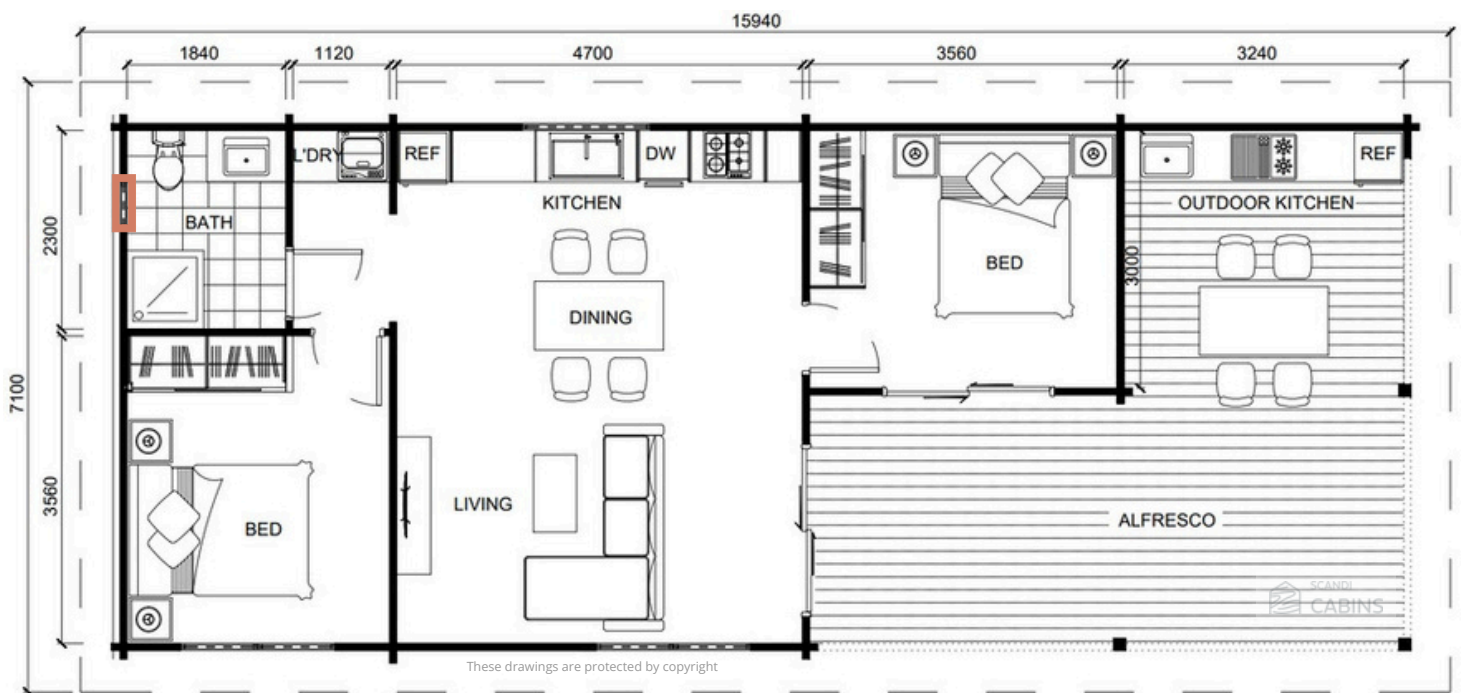 15940
1840
1120
4700
3560
3240
L'DRY
REF
DW
REF
KITCHEN
OUTDOOR KITCHEN
BATH
2300
BED
3000
DINING
7100
3560
LIVING
BED
ALFRESCO
SCANDI
CABINS
These drawings are protected by copyright